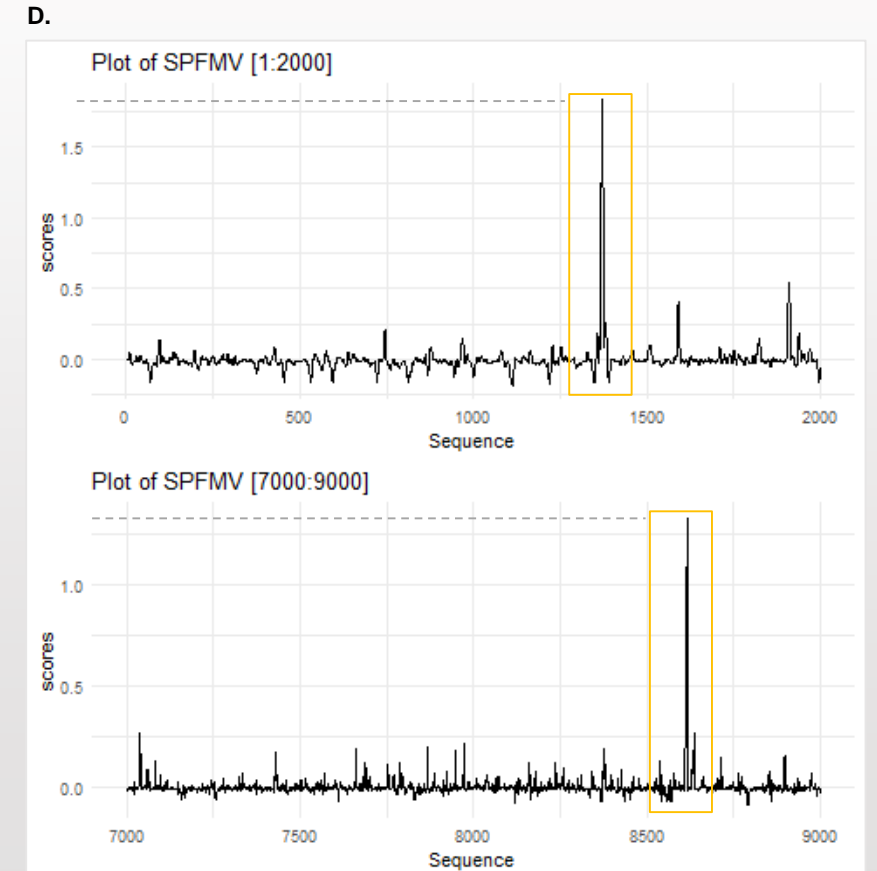 D.
Plot of SPFMV [1:2000]
1.5
1.0
0.5
0.0
scores
0 500 1000 1500 2000
Sequence
Plot of SPFMV [7000:9000]
1.0
0.5
0.0
scores
7000 7500 8000 8500 9000
Sequence